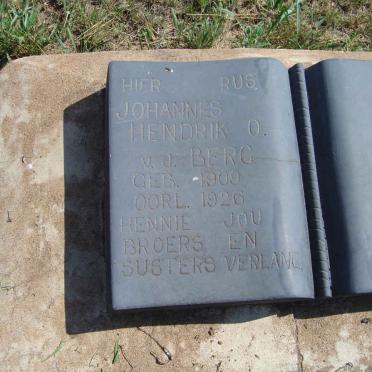 HIER RUS
JOHANNES
HENDRIK O.
V.D. BERG
GEB. 1900
OORL. 1926
HENNIE JOU
BROERS EN
SUSTERS VERLANG